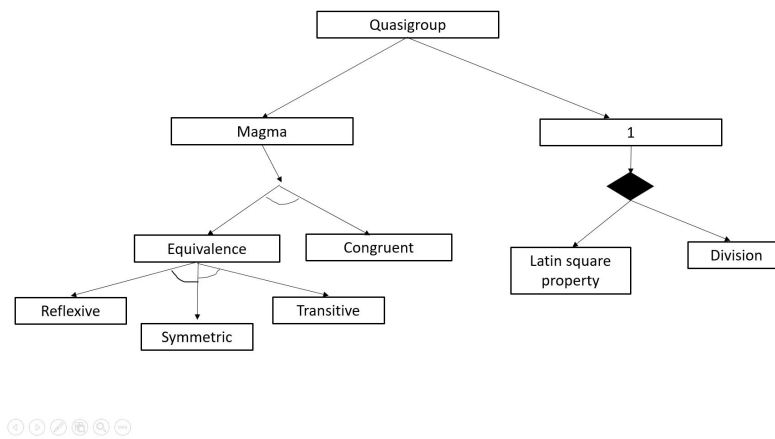 Quasigroup
Magma
1
Equivalence
Congruent
Latin square
property
Division
Reflexive
Symmetric
Transitive